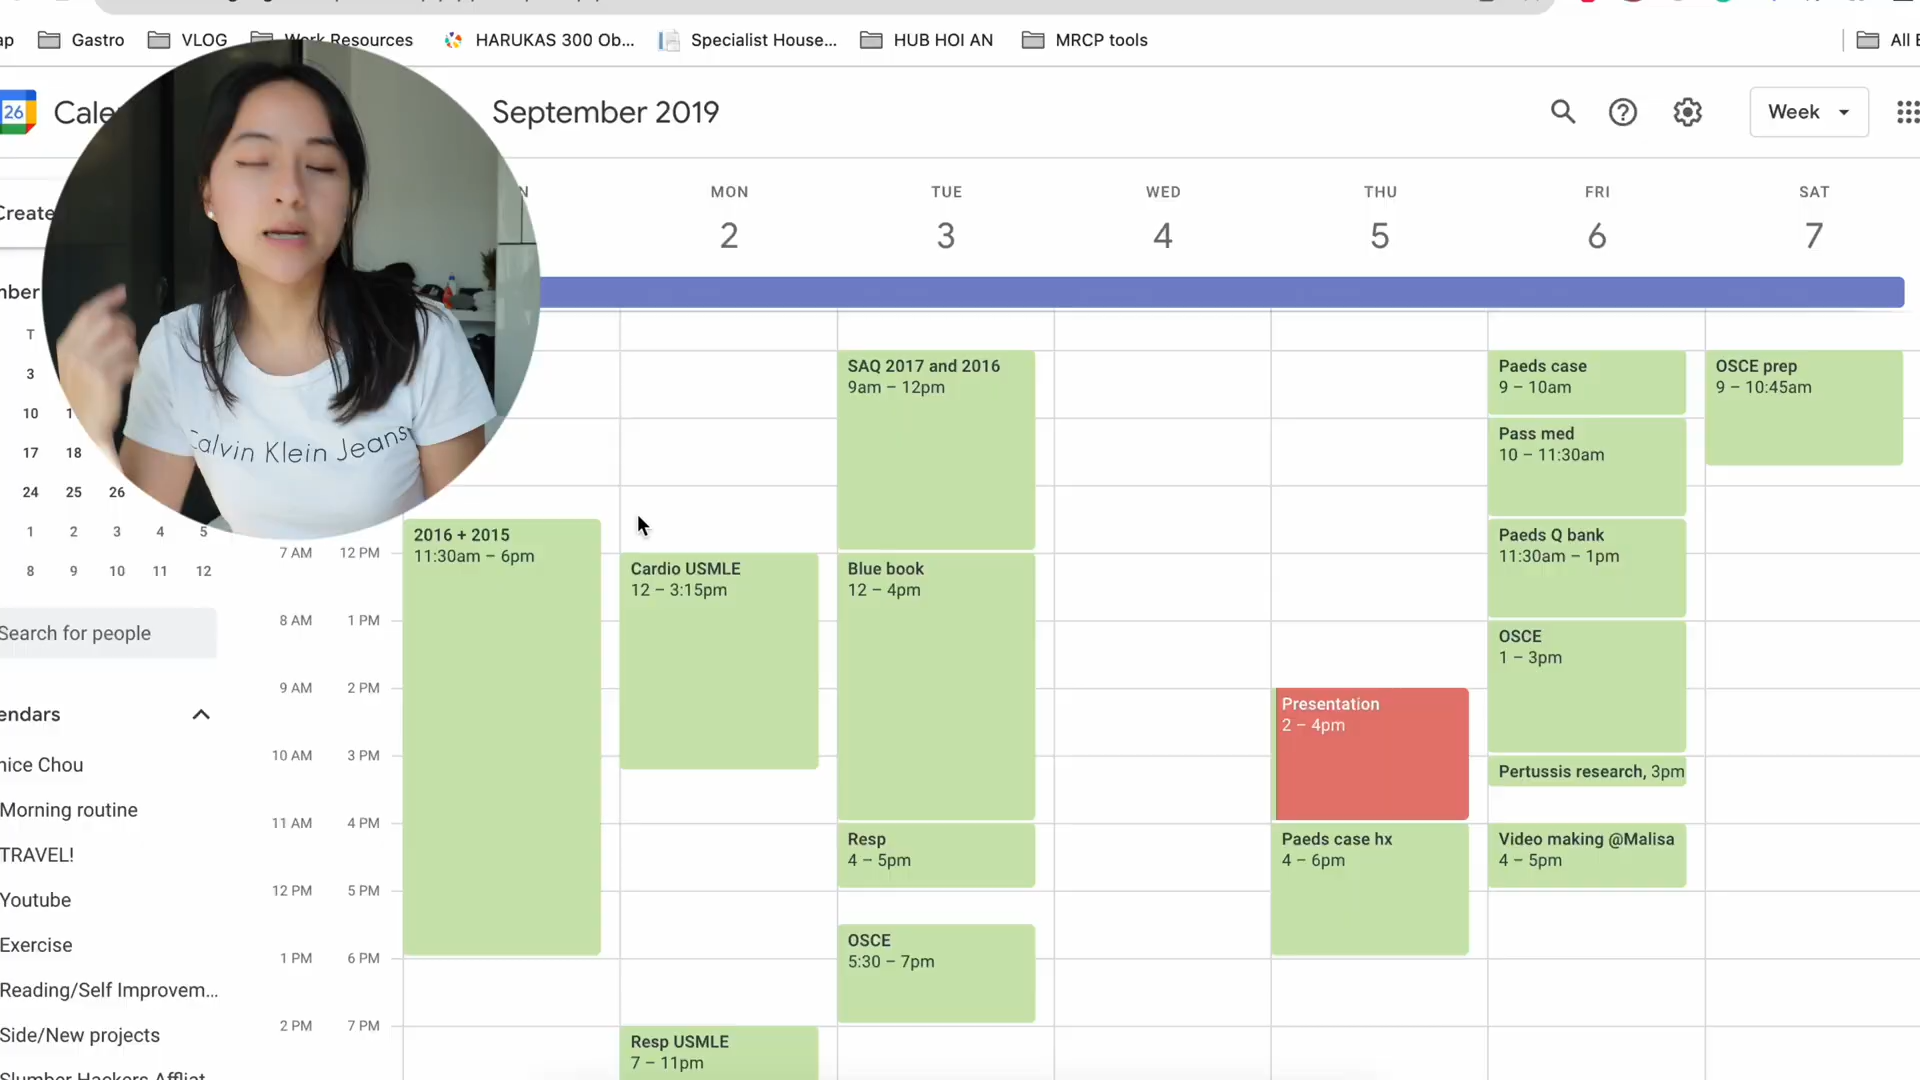 Gastro
VLOG
Work Resources
HARUKAS 300 Ob...
Specialist House...
HUB HOI AN
MRCP tools
All
26
September 2019
Week
MON
TUE
WED
THU
FRI
SAT
2
3
4
5
6
7
T
3
10
17 18
24 25 26
1 2 3 4 5
8 9 10 11 12
Search for people
Morning routine
TRAVEL!
Youtube
Exercise
Reading/Self Improvem...
Side/New projects
Calvin Klein Jeans
7 AM 12 PM
8 AM 1 PM
9 AM 2 PM
10 AM 3 PM
11 AM 4 PM
12 PM 5 PM
1 PM 6 PM
2 PM 7 PM
2016 + 2015
11:30am – 6pm
Cardio USMLE
12 – 3:15pm
Resp USMLE
7 – 11pm
SAQ 2017 and 2016
9am – 12pm
Blue book
12 – 4pm
Resp
4 – 5pm
OSCE
5:30 – 7pm
Presentation
2 – 4pm
Paeds case hx
4 – 6pm
Paeds case
9 – 10am
Pass med
10 – 11:30am
Paeds Q bank
11:30am – 1pm
OSCE
1 – 3pm
Pertussis research, 3pm
Video making @Malisa
4 – 5pm
OSCE prep
9 – 10:45am